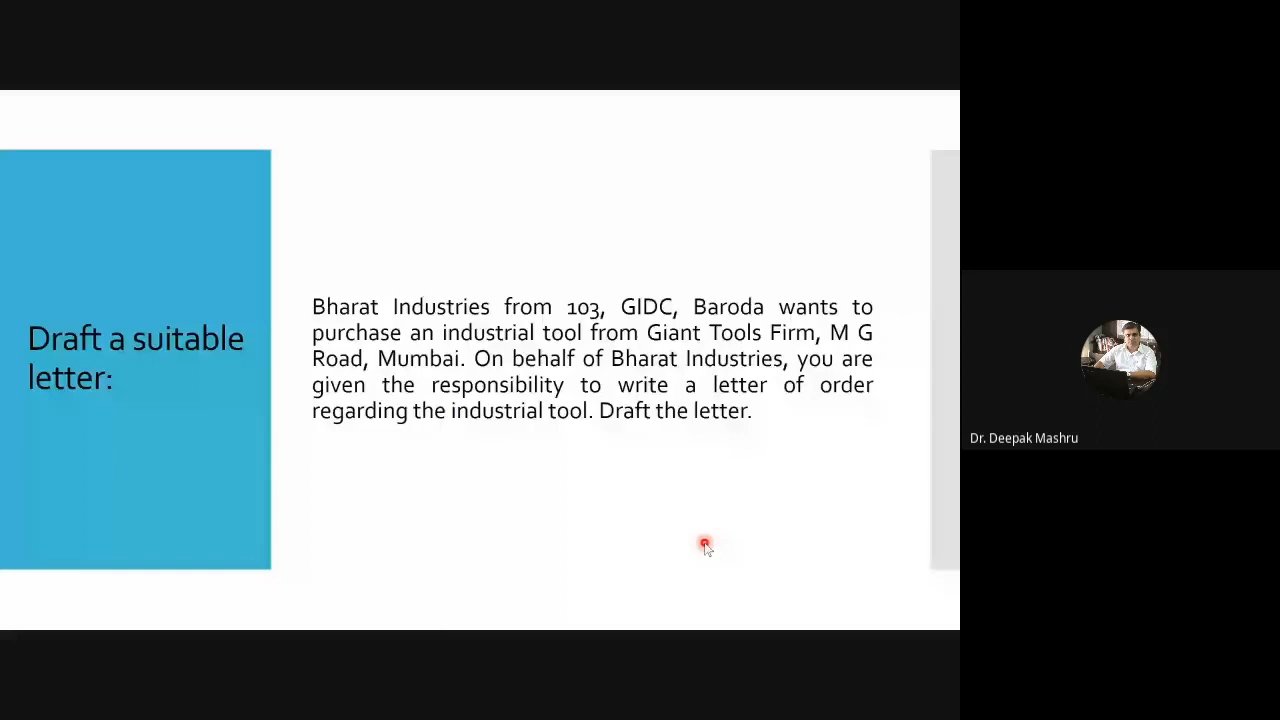 Draft a suitable
letter:
Bharat Industries from 103, GIDC, Baroda wants to
purchase an industrial tool from Giant Tools Firm, M G
Road, Mumbai. On behalf of Bharat Industries, you are
given the responsibility to write a letter of order
regarding the industrial tool. Draft the letter.
Dr. Deepak Mashru